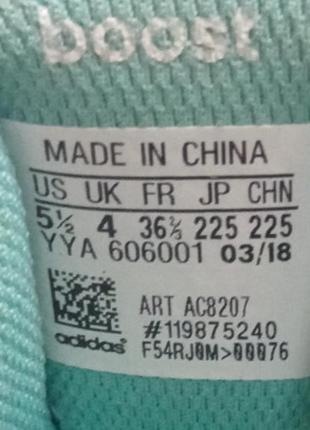 boost
MADE IN CHINA
US UK FR JP CHN
5½ 4 36⅔ 225 225
YYA 606001 03/18
ART AC8207
#119875240
adidas F54RJ0M>00076